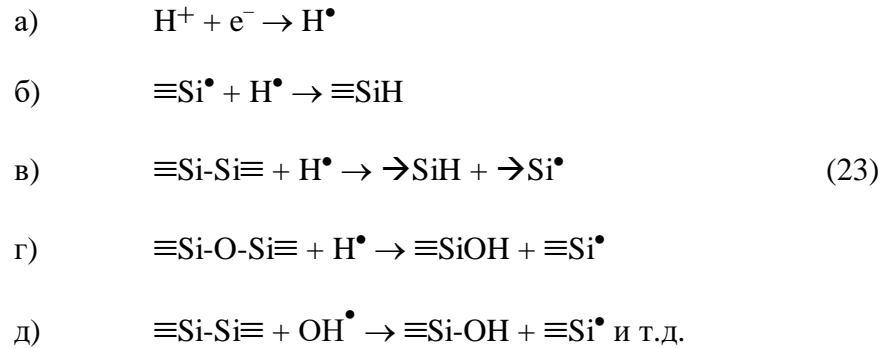 а) H⁺ + e⁻ → H•
б) ≡Si• + H• → ≡SiH
в) ≡Si-Si≡ + H• → →SiH + →Si• (23)
г) ≡Si-O-Si≡ + H• → ≡SiOH + ≡Si•
д) ≡Si-Si≡ + OH• → ≡Si-OH + ≡Si• и т.д.